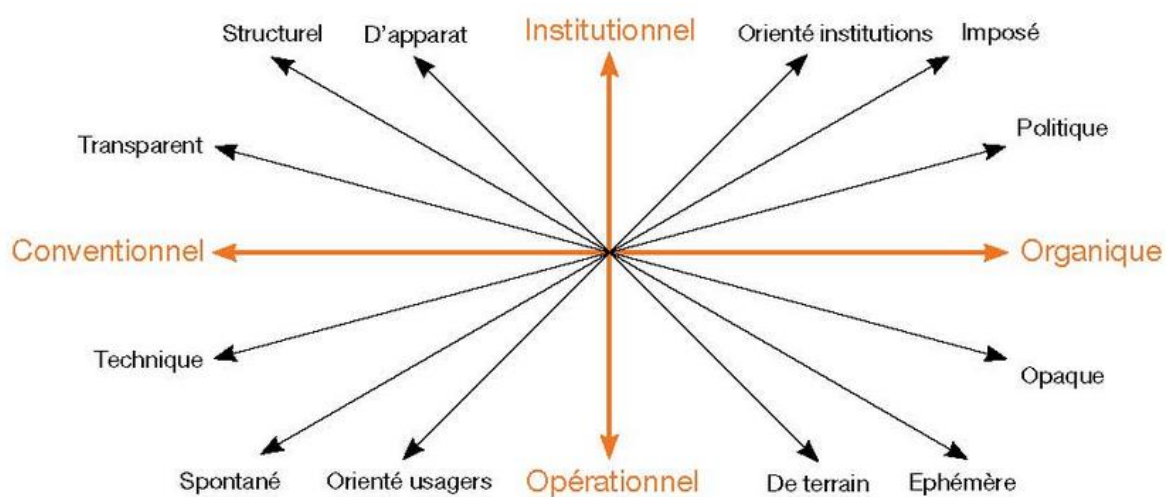 Structurel
D'apparat
Institutionnel
Orienté institutions
Imposé
Transparent
Politique
Conventionnel
Organique
Technique
Opaque
Spontané
Orienté usagers
Opérationnel
De terrain
Ephémère